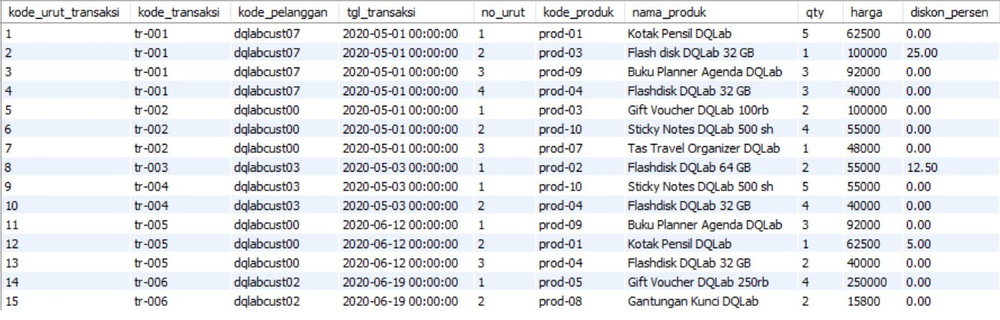 kode_urut_transaksi kode_transaksi kode_pelanggan tgl_transaksi no_urut kode_produk nama_produk qty harga diskon_persen
1 tr-001 dqlabcust07 2020-05-01 00:00:00 1 prod-01 Kotak Pensil DQLab 5 62500 0.00
2 tr-001 dqlabcust07 2020-05-01 00:00:00 2 prod-03 Flash disk DQLab 32 GB 1 100000 25.00
3 tr-001 dqlabcust07 2020-05-01 00:00:00 3 prod-09 Buku Planner Agenda DQLab 3 92000 0.00
4 tr-001 dqlabcust07 2020-05-01 00:00:00 4 prod-04 Flashdisk DQLab 32 GB 3 40000 0.00
5 tr-002 dqlabcust00 2020-05-01 00:00:00 1 prod-03 Gift Voucher DQLab 100rb 2 100000 0.00
6 tr-002 dqlabcust00 2020-05-01 00:00:00 2 prod-10 Sticky Notes DQLab 500 sh 4 55000 0.00
7 tr-002 dqlabcust00 2020-05-01 00:00:00 3 prod-07 Tas Travel Organizer DQLab 1 48000 0.00
8 tr-003 dqlabcust03 2020-05-03 00:00:00 1 prod-02 Flashdisk DQLab 64 GB 2 55000 12.50
9 tr-004 dqlabcust03 2020-05-03 00:00:00 1 prod-10 Sticky Notes DQLab 500 sh 5 55000 0.00
10 tr-004 dqlabcust03 2020-05-03 00:00:00 2 prod-04 Flashdisk DQLab 32 GB 4 40000 0.00
11 tr-005 dqlabcust00 2020-06-12 00:00:00 1 prod-09 Buku Planner Agenda DQLab 3 92000 0.00
12 tr-005 dqlabcust00 2020-06-12 00:00:00 2 prod-01 Kotak Pensil DQLab 1 62500 5.00
13 tr-005 dqlabcust00 2020-06-12 00:00:00 3 prod-04 Flashdisk DQLab 32 GB 2 40000 0.00
14 tr-006 dqlabcust02 2020-06-19 00:00:00 1 prod-05 Gift Voucher DQLab 250rb 4 250000 0.00
15 tr-006 dqlabcust02 2020-06-19 00:00:00 2 prod-08 Gantungan Kunci DQLab 2 15800 0.00